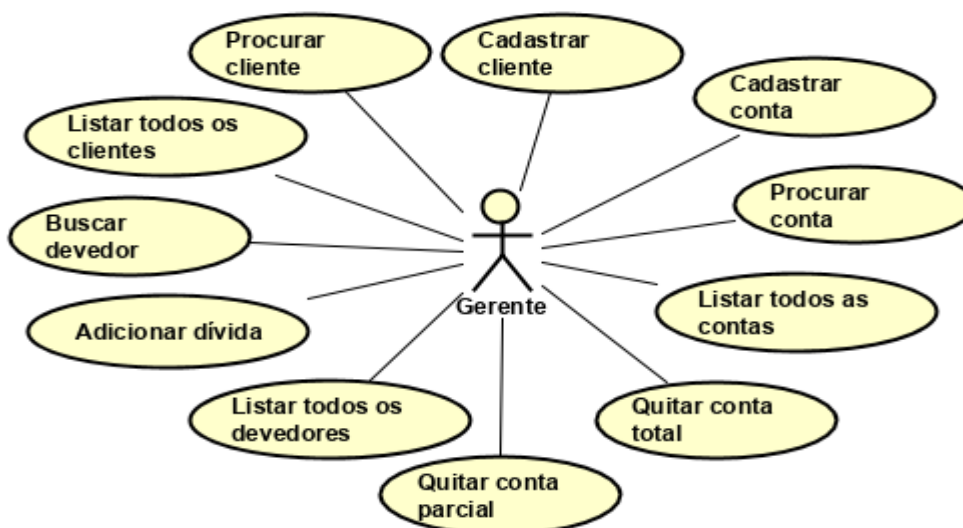 Procurar
cliente
Cadastrar
cliente
Cadastrar
conta
Listar todos os
clientes
Procurar
conta
Buscar
devedor
Gerente
Listar todos as
contas
Adicionar dívida
Listar todos os
devedores
Quitar conta
total
Quitar conta
parcial